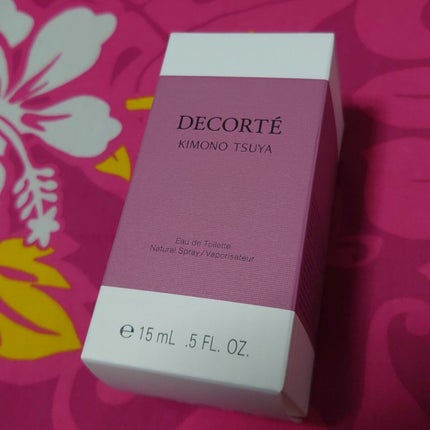 DECORTÉ
KIMONO TSUYA
Eau de Toilette
Natural Spray/Vaporisateur
℮ 15 mL .5 FL. OZ.